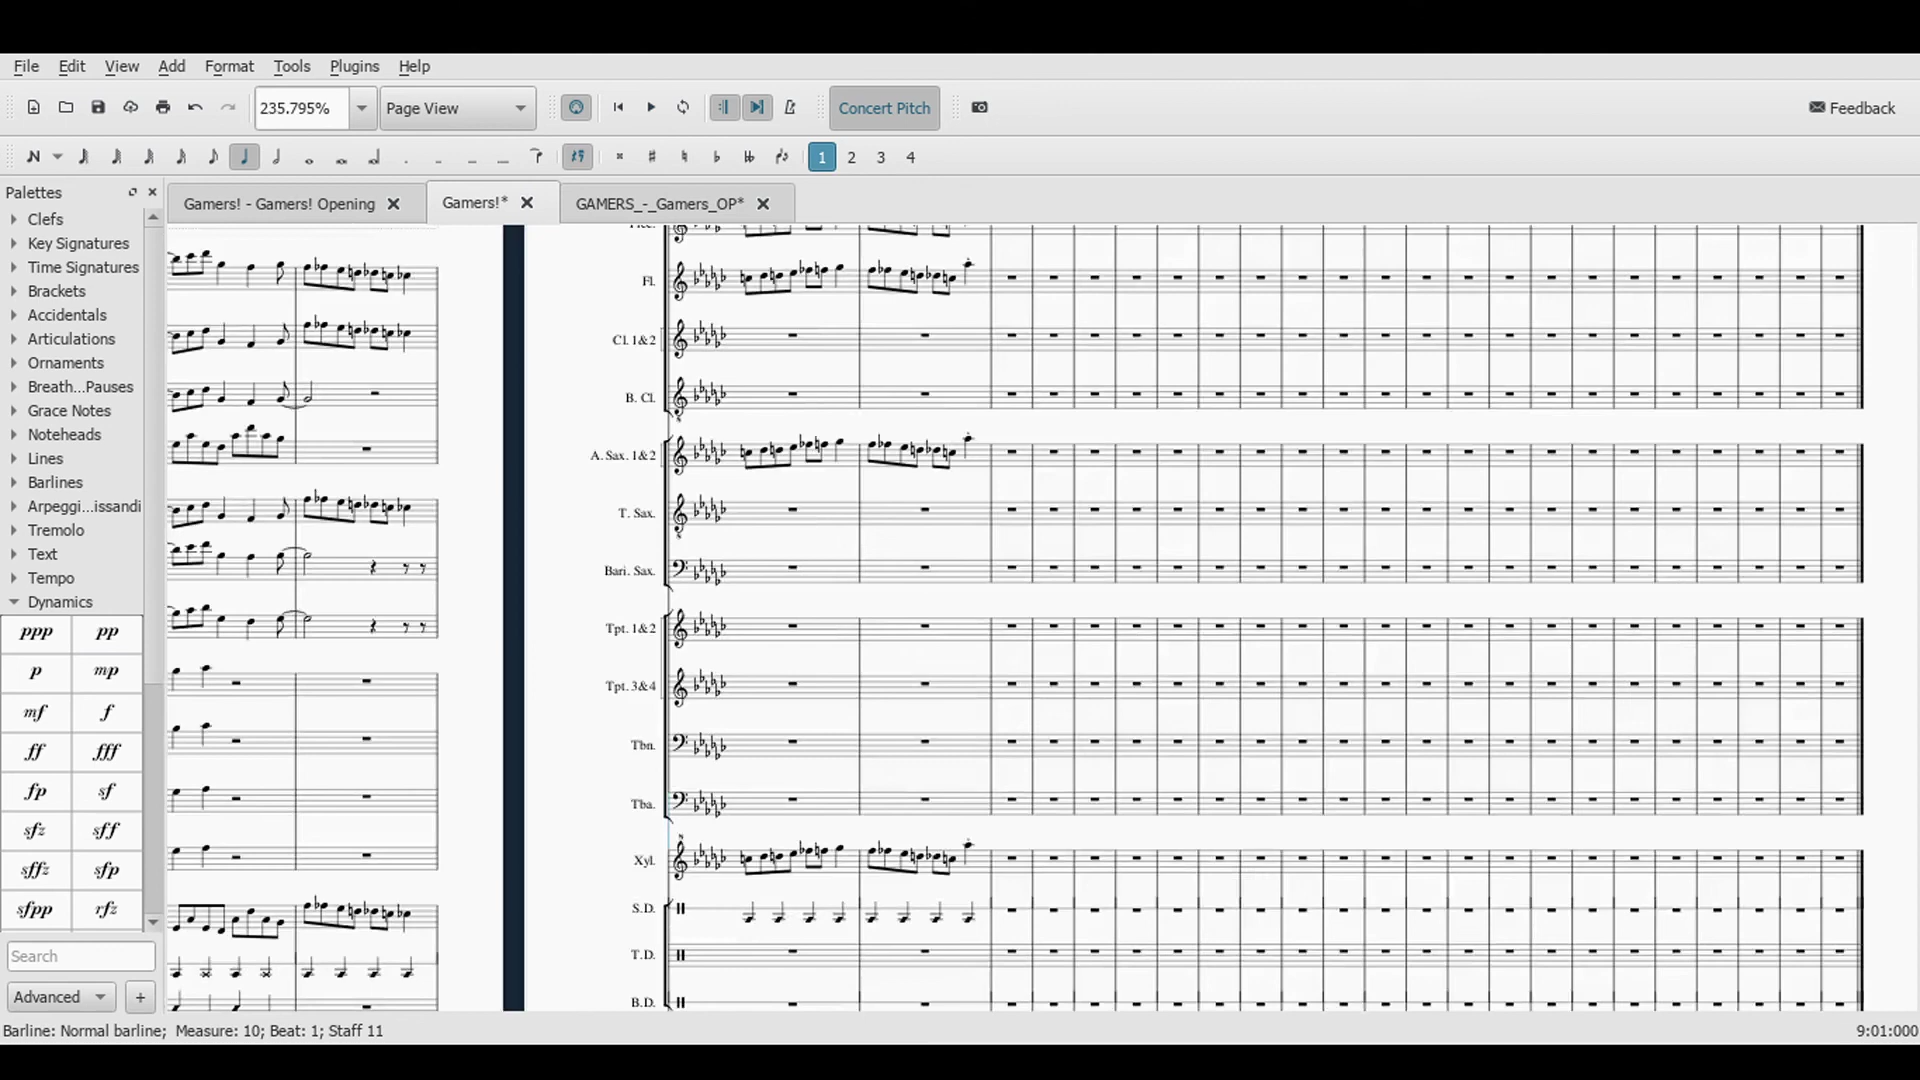 File Edit View Add Format Tools Plugins Help
235.795% Page View Concert Pitch Feedback
1 2 3 4
Palettes
Gamers! - Gamers! Opening Gamers!* GAMERS_-_Gamers_OP*
Clefs
Key Signatures
Time Signatures
Brackets
Accidentals
Articulations
Ornaments
Breath...Pauses
Grace Notes
Noteheads
Lines
Barlines
Arpeggi...issandi
Tremolo
Text
Tempo
Dynamics
ppp pp
p mp
mf f
ff fff
fp sf
sfz sff
sffz sfp
sfpp rfz
Search
Advanced +
Fl.
Cl. 1&2
B. Cl.
A. Sax. 1&2
T. Sax.
Bari. Sax.
Tpt. 1&2
Tpt. 3&4
Tbn.
Tba.
Xyl.
S.D.
T.D.
B.D.
Barline: Normal barline; Measure: 10; Beat: 1; Staff 11
9:01:000